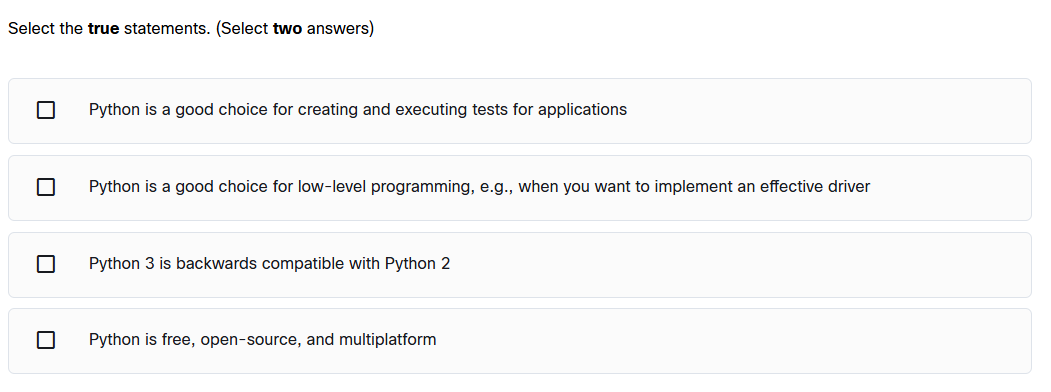 Select the true statements. (Select two answers)
Python is a good choice for creating and executing tests for applications
Python is a good choice for low-level programming, e.g., when you want to implement an effective driver
Python 3 is backwards compatible with Python 2
Python is free, open-source, and multiplatform